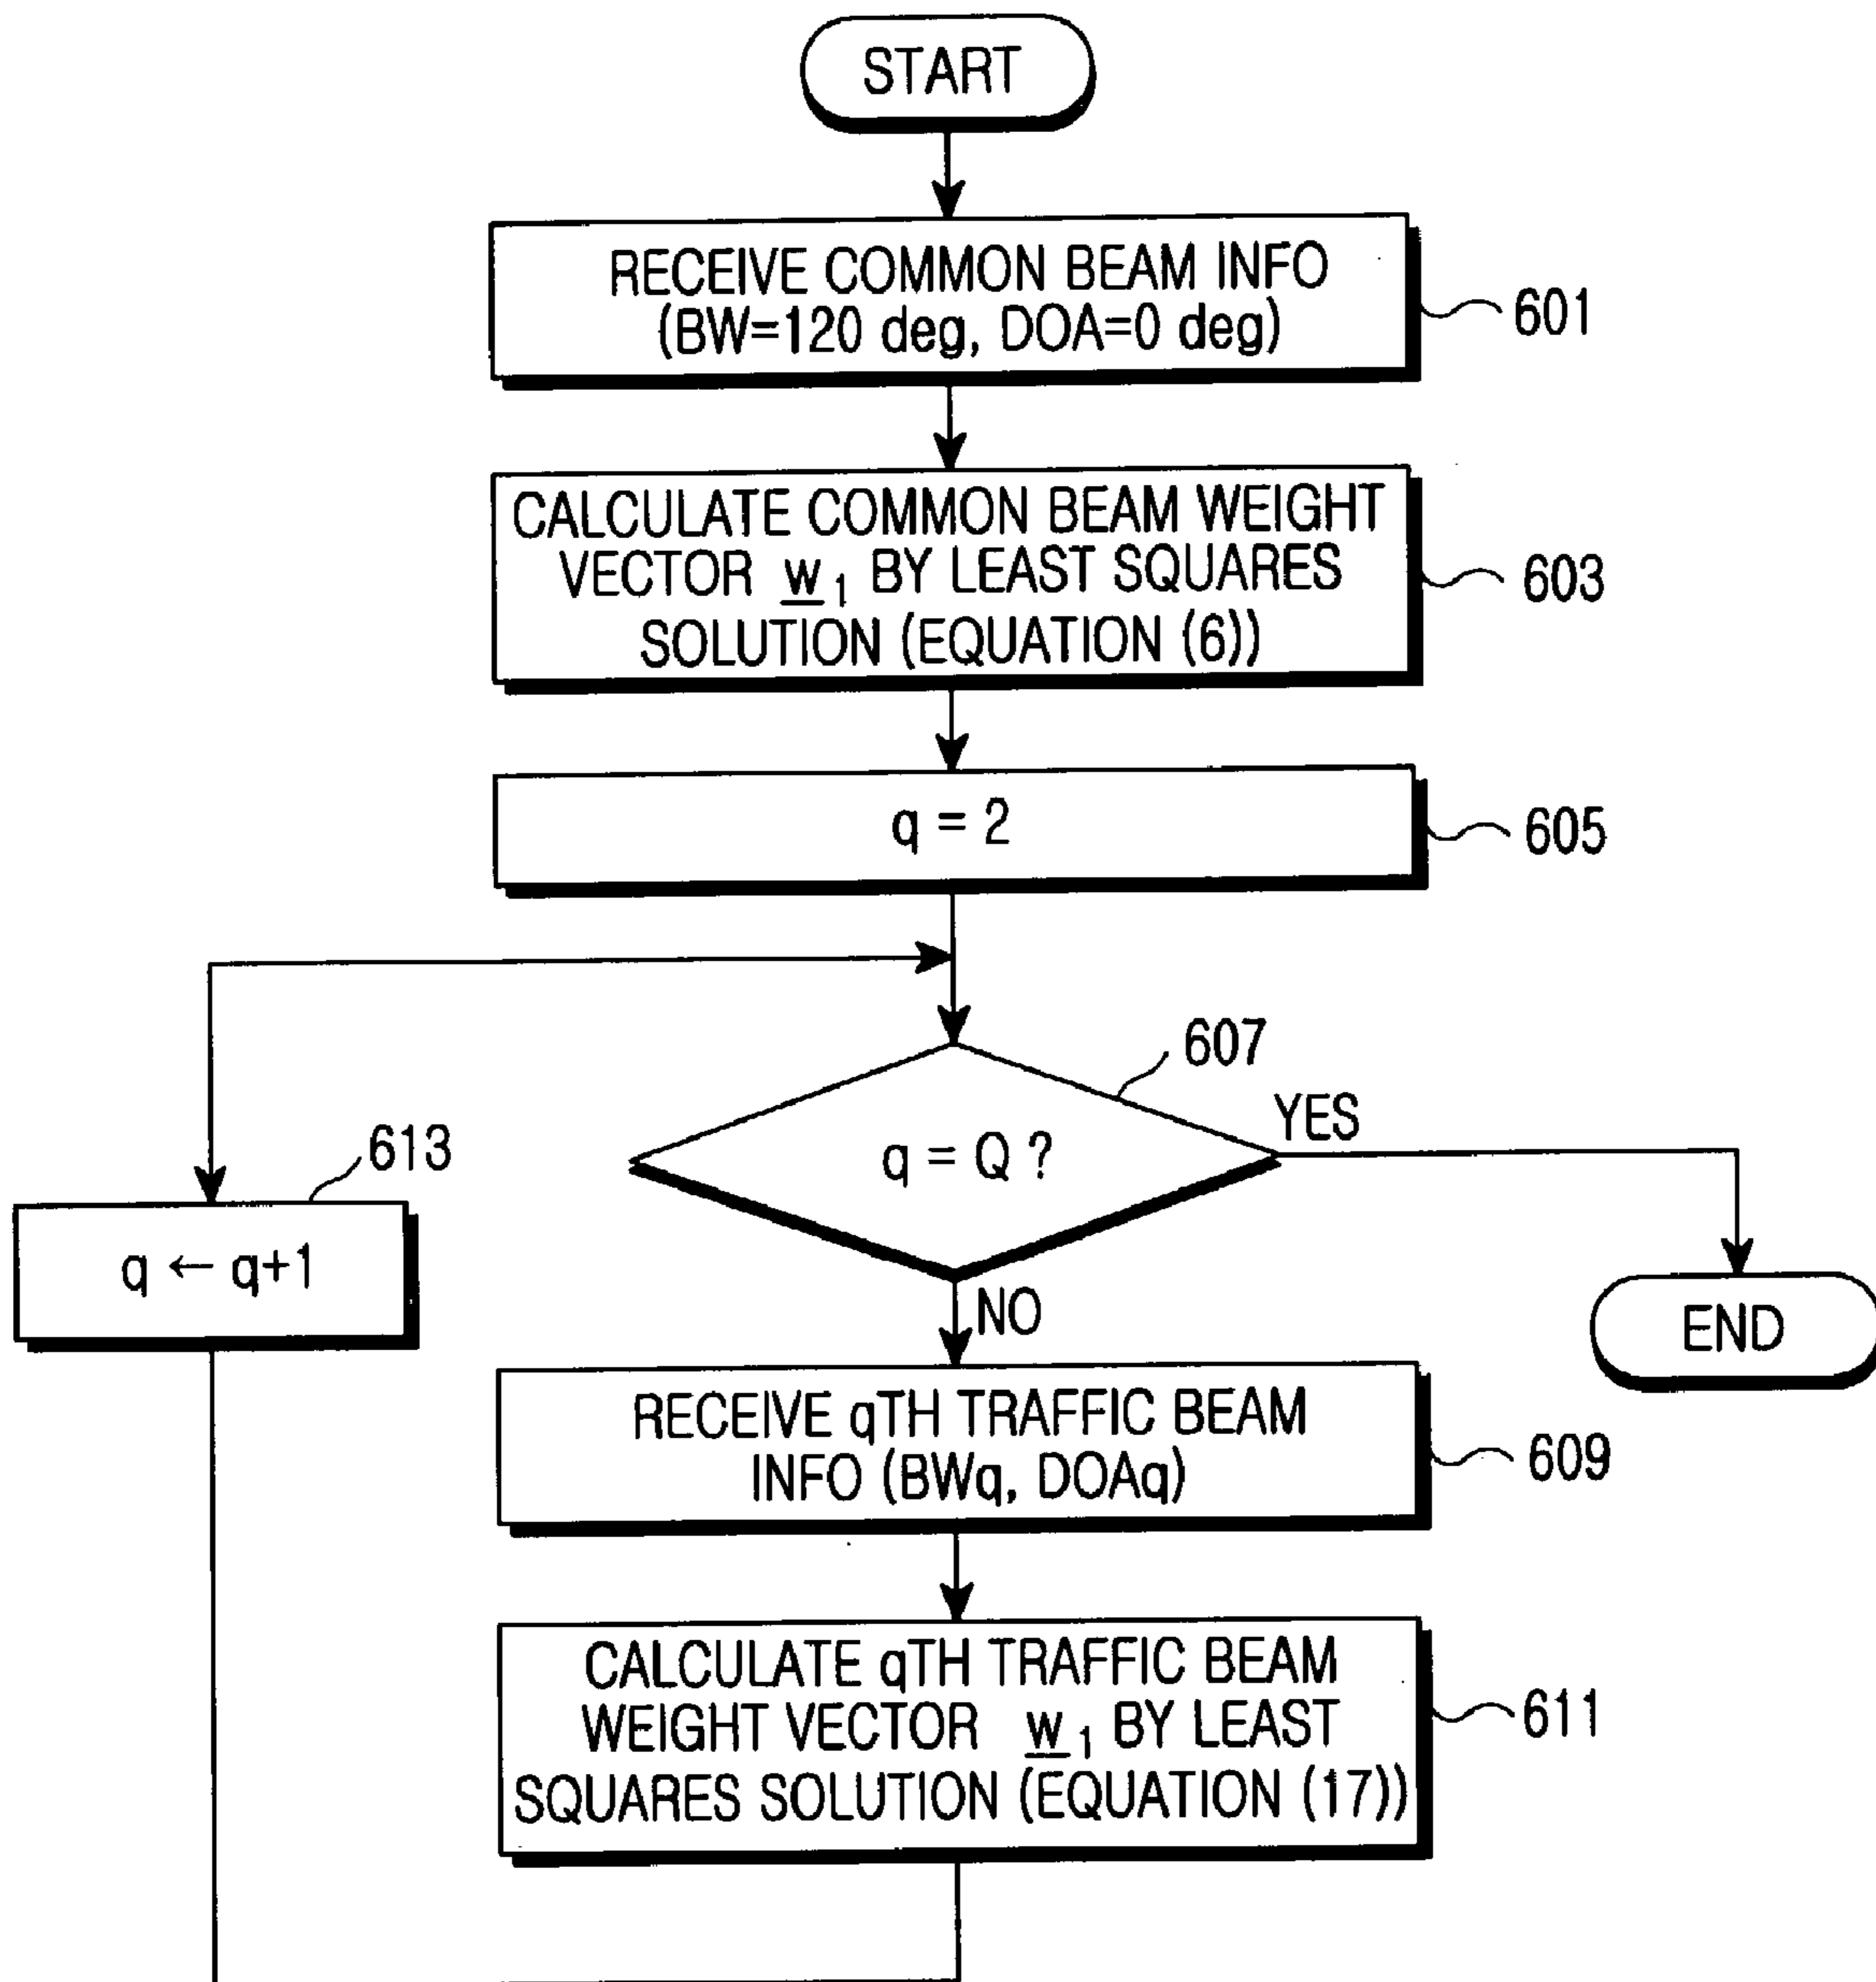 START
RECEIVE COMMON BEAM INFO
(BW=120 deg, DOA=0 deg)
601
CALCULATE COMMON BEAM WEIGHT
VECTOR w 1 BY LEAST SQUARES
SOLUTION (EQUATION (6))
603
q = 2
605
607
q = Q ?
YES
613
q ← q+1
NO
END
RECEIVE qTH TRAFFIC BEAM
INFO (BWq, DOAq)
609
CALCULATE qTH TRAFFIC BEAM
WEIGHT VECTOR w 1 BY LEAST
SQUARES SOLUTION (EQUATION (17))
611